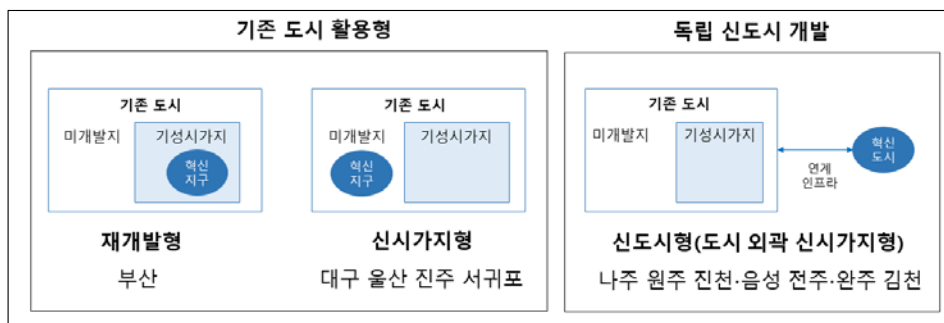 기존 도시 활용형
독립 신도시 개발
기존 도시
미개발지
기성시가지
혁신
지구
재개발형
부산
기존 도시
미개발지
기성시가지
혁신
지구
신시가지형
대구 울산 진주 서귀포
기존 도시
미개발지
기성시가지
혁신
도시
연계
인프라
신도시형(도시 외곽 신시가지형)
나주 원주 진천·음성 전주·완주 김천